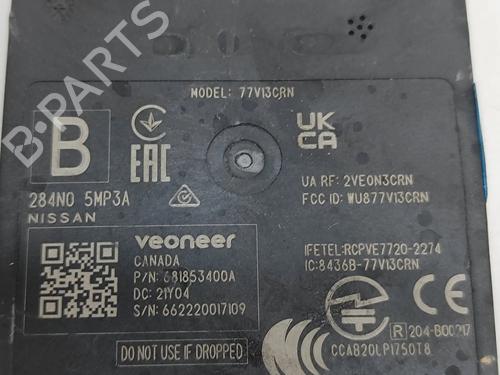 MODEL: 77V13CRN
B
EAC
UK
CA
284N0 5MP3A
NISSAN
UA RF: 2VEON3CRN
FCC ID: WU877V13CRN
veoneer
CANADA
P/N: 681853400A
DC: 21Y04
S/N: 662220017109
IFETEL:RCPVE7720-2274
IC:8436B-77V13CRN
R 204-B00217
DO NOT USE IF DROPPED
CCAB20LP1750T8
B-PARTS